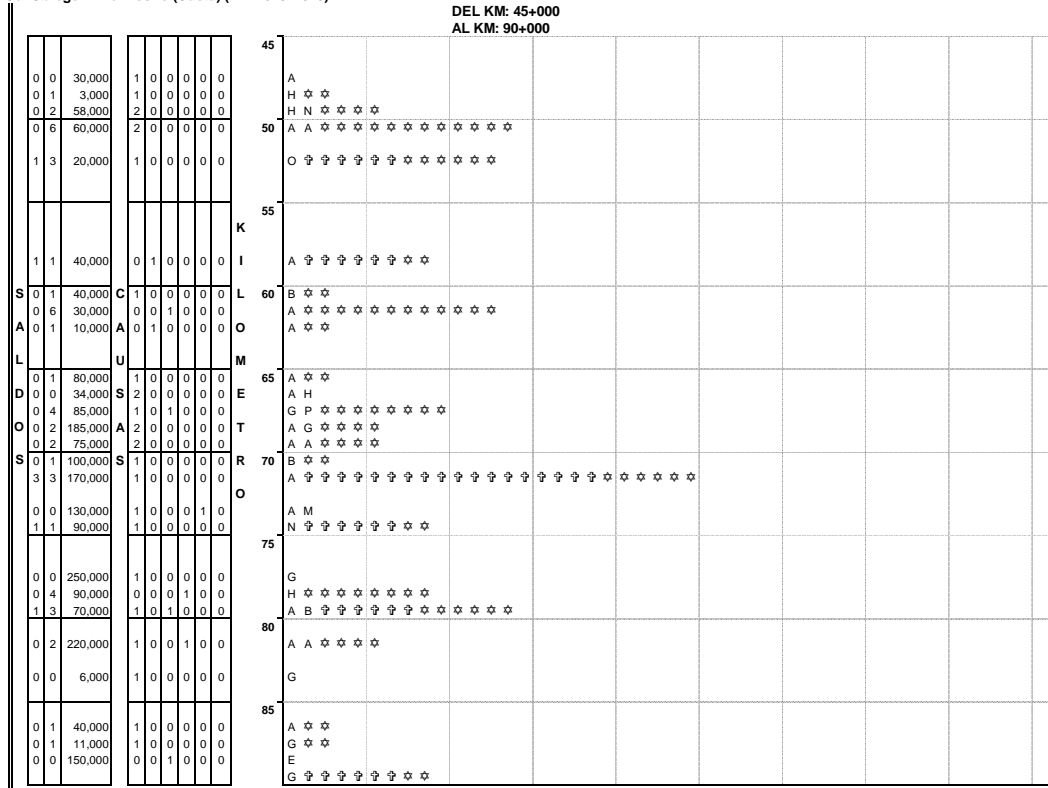 DEL KM: 45+000
AL KM: 90+000
45
0 0 30,000 1 0 0 0 0 0 A
0 1 3,000 1 0 0 0 0 0 H ✡ ✡
0 2 58,000 2 0 0 0 0 0 H N ✡ ✡ ✡ ✡
0 6 60,000 2 0 0 0 0 0 50 A A ✡ ✡ ✡ ✡ ✡ ✡ ✡ ✡ ✡ ✡ ✡ ✡
1 3 20,000 1 0 0 0 0 0 O ✞ ✞ ✞ ✞ ✞ ✞ ✡ ✡ ✡ ✡ ✡ ✡
55
K
1 1 40,000 0 1 0 0 0 0 I A ✞ ✞ ✞ ✞ ✞ ✞ ✡ ✡
S 0 1 40,000 C 1 0 0 0 0 0 L 60 B ✡ ✡
0 6 30,000 0 0 1 0 0 0 A ✡ ✡ ✡ ✡ ✡ ✡ ✡ ✡ ✡ ✡ ✡ ✡
A 0 1 10,000 A 0 1 0 0 0 0 O A ✡ ✡
L U M
0 1 80,000 1 0 0 0 0 0 65 A ✡ ✡
D 0 0 34,000 S 2 0 0 0 0 0 E A H
0 4 85,000 1 0 1 0 0 0 G P ✡ ✡ ✡ ✡ ✡ ✡ ✡ ✡
O 0 2 185,000 A 2 0 0 0 0 0 T A G ✡ ✡ ✡ ✡
0 2 75,000 2 0 0 0 0 0 A A ✡ ✡ ✡ ✡
S 0 1 100,000 S 1 0 0 0 0 0 R 70 B ✡ ✡
3 3 170,000 1 0 0 0 0 0 A ✞ ✞ ✞ ✞ ✞ ✞ ✞ ✞ ✞ ✞ ✞ ✞ ✞ ✞ ✞ ✞ ✞ ✞ ✡ ✡ ✡ ✡ ✡ ✡
O
0 0 130,000 1 0 0 0 1 0 A M
1 1 90,000 1 0 0 0 0 0 N ✞ ✞ ✞ ✞ ✞ ✞ ✡ ✡
75
0 0 250,000 1 0 0 0 0 0 G
0 4 90,000 0 0 0 1 0 0 H ✡ ✡ ✡ ✡ ✡ ✡ ✡ ✡
1 3 70,000 1 0 1 0 0 0 A B ✞ ✞ ✞ ✞ ✞ ✞ ✡ ✡ ✡ ✡ ✡ ✡
80
0 2 220,000 1 0 0 1 0 0 A A ✡ ✡ ✡ ✡
0 0 6,000 1 0 0 0 0 0 G
85
0 1 40,000 1 0 0 0 0 0 A ✡ ✡
0 1 11,000 1 0 0 0 0 0 G ✡ ✡
0 0 150,000 0 0 1 0 0 0 E
G ✞ ✞ ✞ ✞ ✞ ✞ ✡ ✡